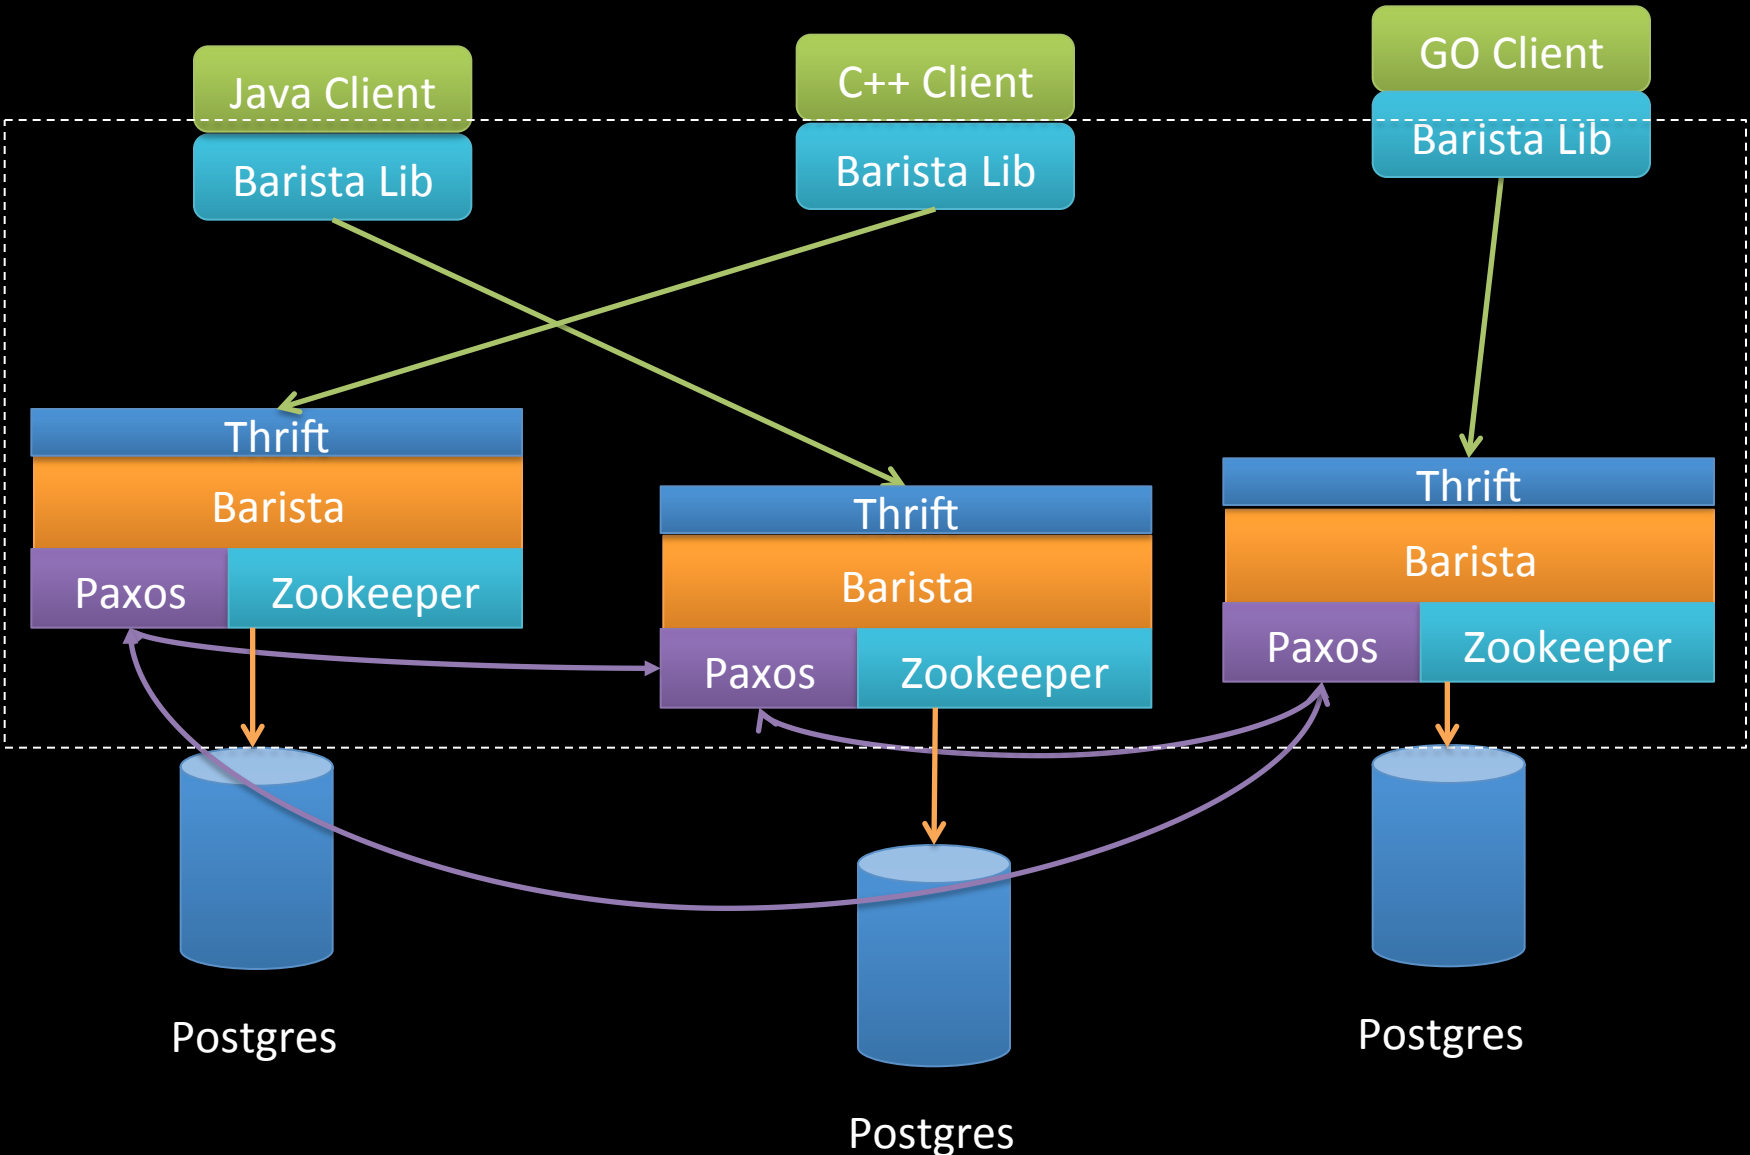 Java Client
C++ Client
GO Client
Barista Lib
Barista Lib
Barista Lib
Thrift
Barista
Paxos
Zookeeper
Thrift
Barista
Paxos
Zookeeper
Thrift
Barista
Paxos
Zookeeper
Postgres
Postgres
Postgres